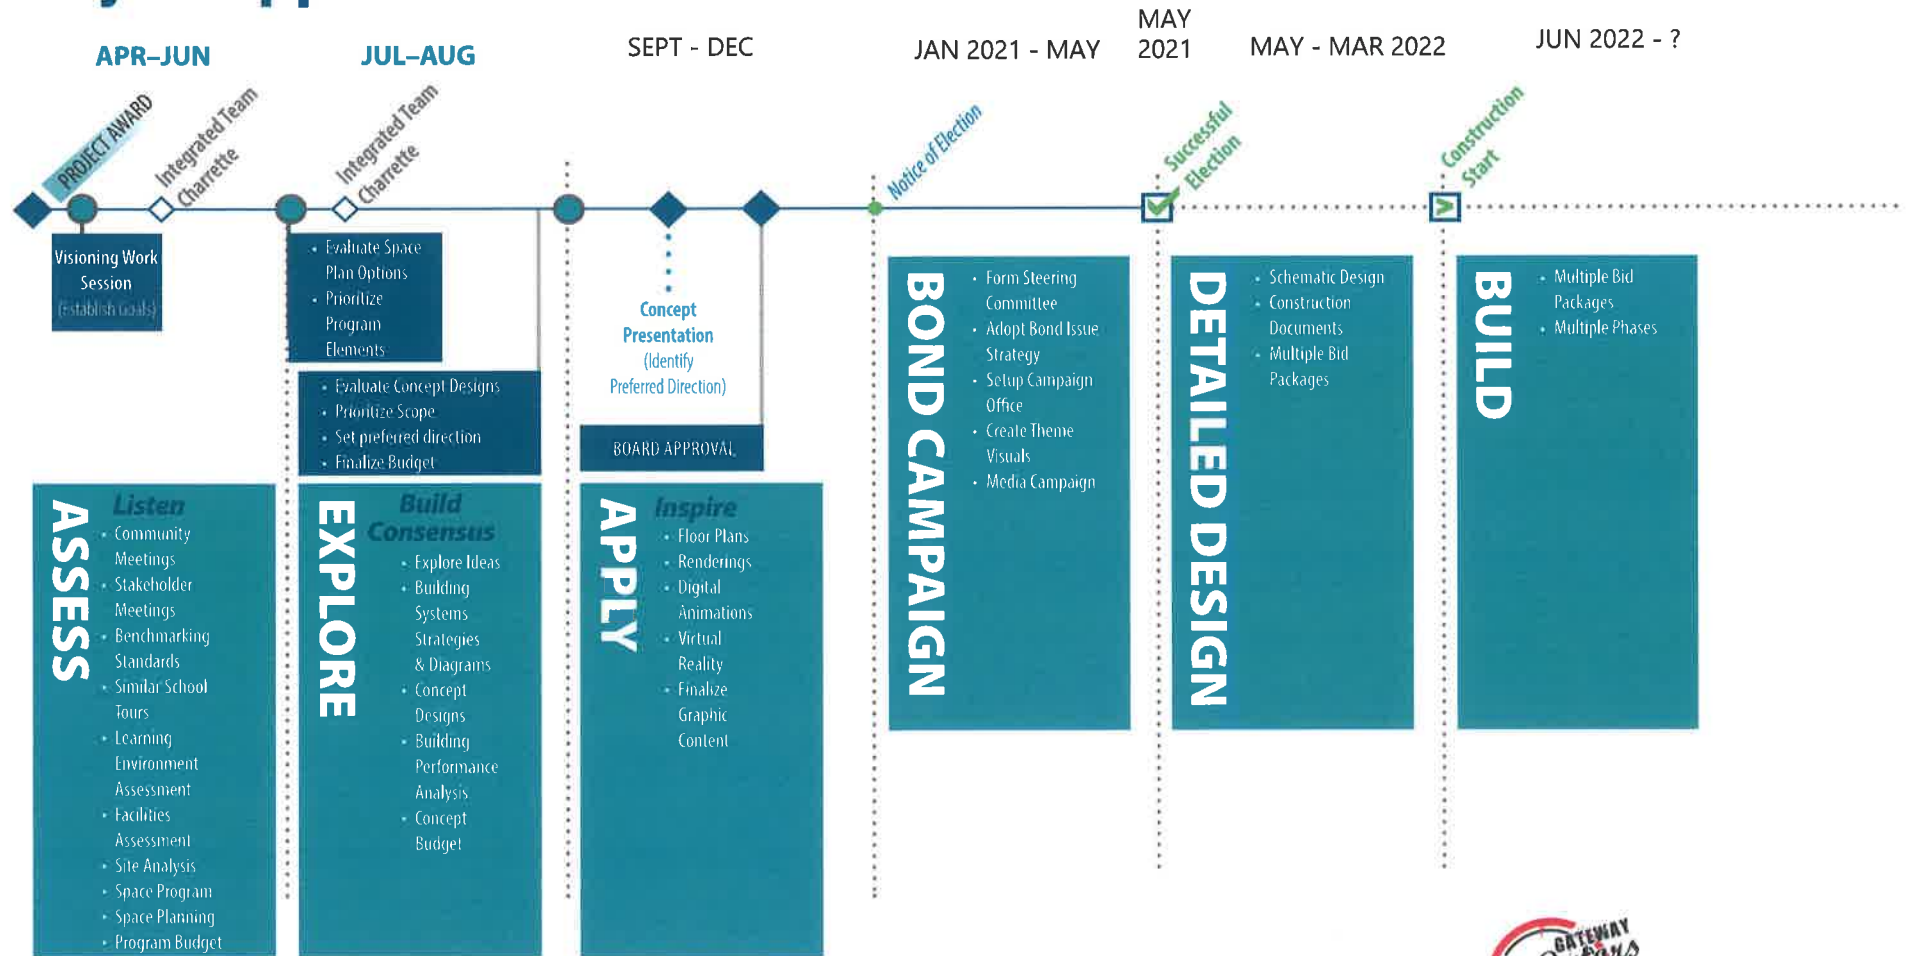 APR–JUN
JUL–AUG
SEPT - DEC
JAN 2021 - MAY
MAY
2021
MAY - MAR 2022
JUN 2022 - ?
PROJECT AWARD
Integrated Team
Charrette
Integrated Team
Charrette
Notice of Election
Successful
Election
Construction
Start
Visioning Work
Session
(Establish Goals)
• Evaluate Space
Plan Options
• Prioritize
Program
Elements
• Evaluate Concept Designs
• Prioritize Scope
• Set preferred direction
• Finalize Budget
Concept
Presentation
(Identify
Preferred Direction)
BOARD APPROVAL
ASSESS
Listen
• Community
Meetings
• Stakeholder
Meetings
• Benchmarking
Standards
• Similar School
Tours
• Learning
Environment
Assessment
• Facilities
Assessment
• Site Analysis
• Space Program
• Space Planning
• Program Budget
EXPLORE
Build
Consensus
• Explore Ideas
• Building
Systems
Strategies
& Diagrams
• Concept
Designs
• Building
Performance
Analysis
• Concept
Budget
APPLY
Inspire
• Floor Plans
• Renderings
• Digital
Animations
• Virtual
Reality
• Finalize
Graphic
Content
BOND CAMPAIGN
• Form Steering
Committee
• Adopt Bond Issue
Strategy
• Setup Campaign
Office
• Create Theme
Visuals
• Media Campaign
DETAILED DESIGN
• Schematic Design
• Construction
Documents
• Multiple Bid
Packages
BUILD
• Multiple Bid
Packages
• Multiple Phases
GATEWAY